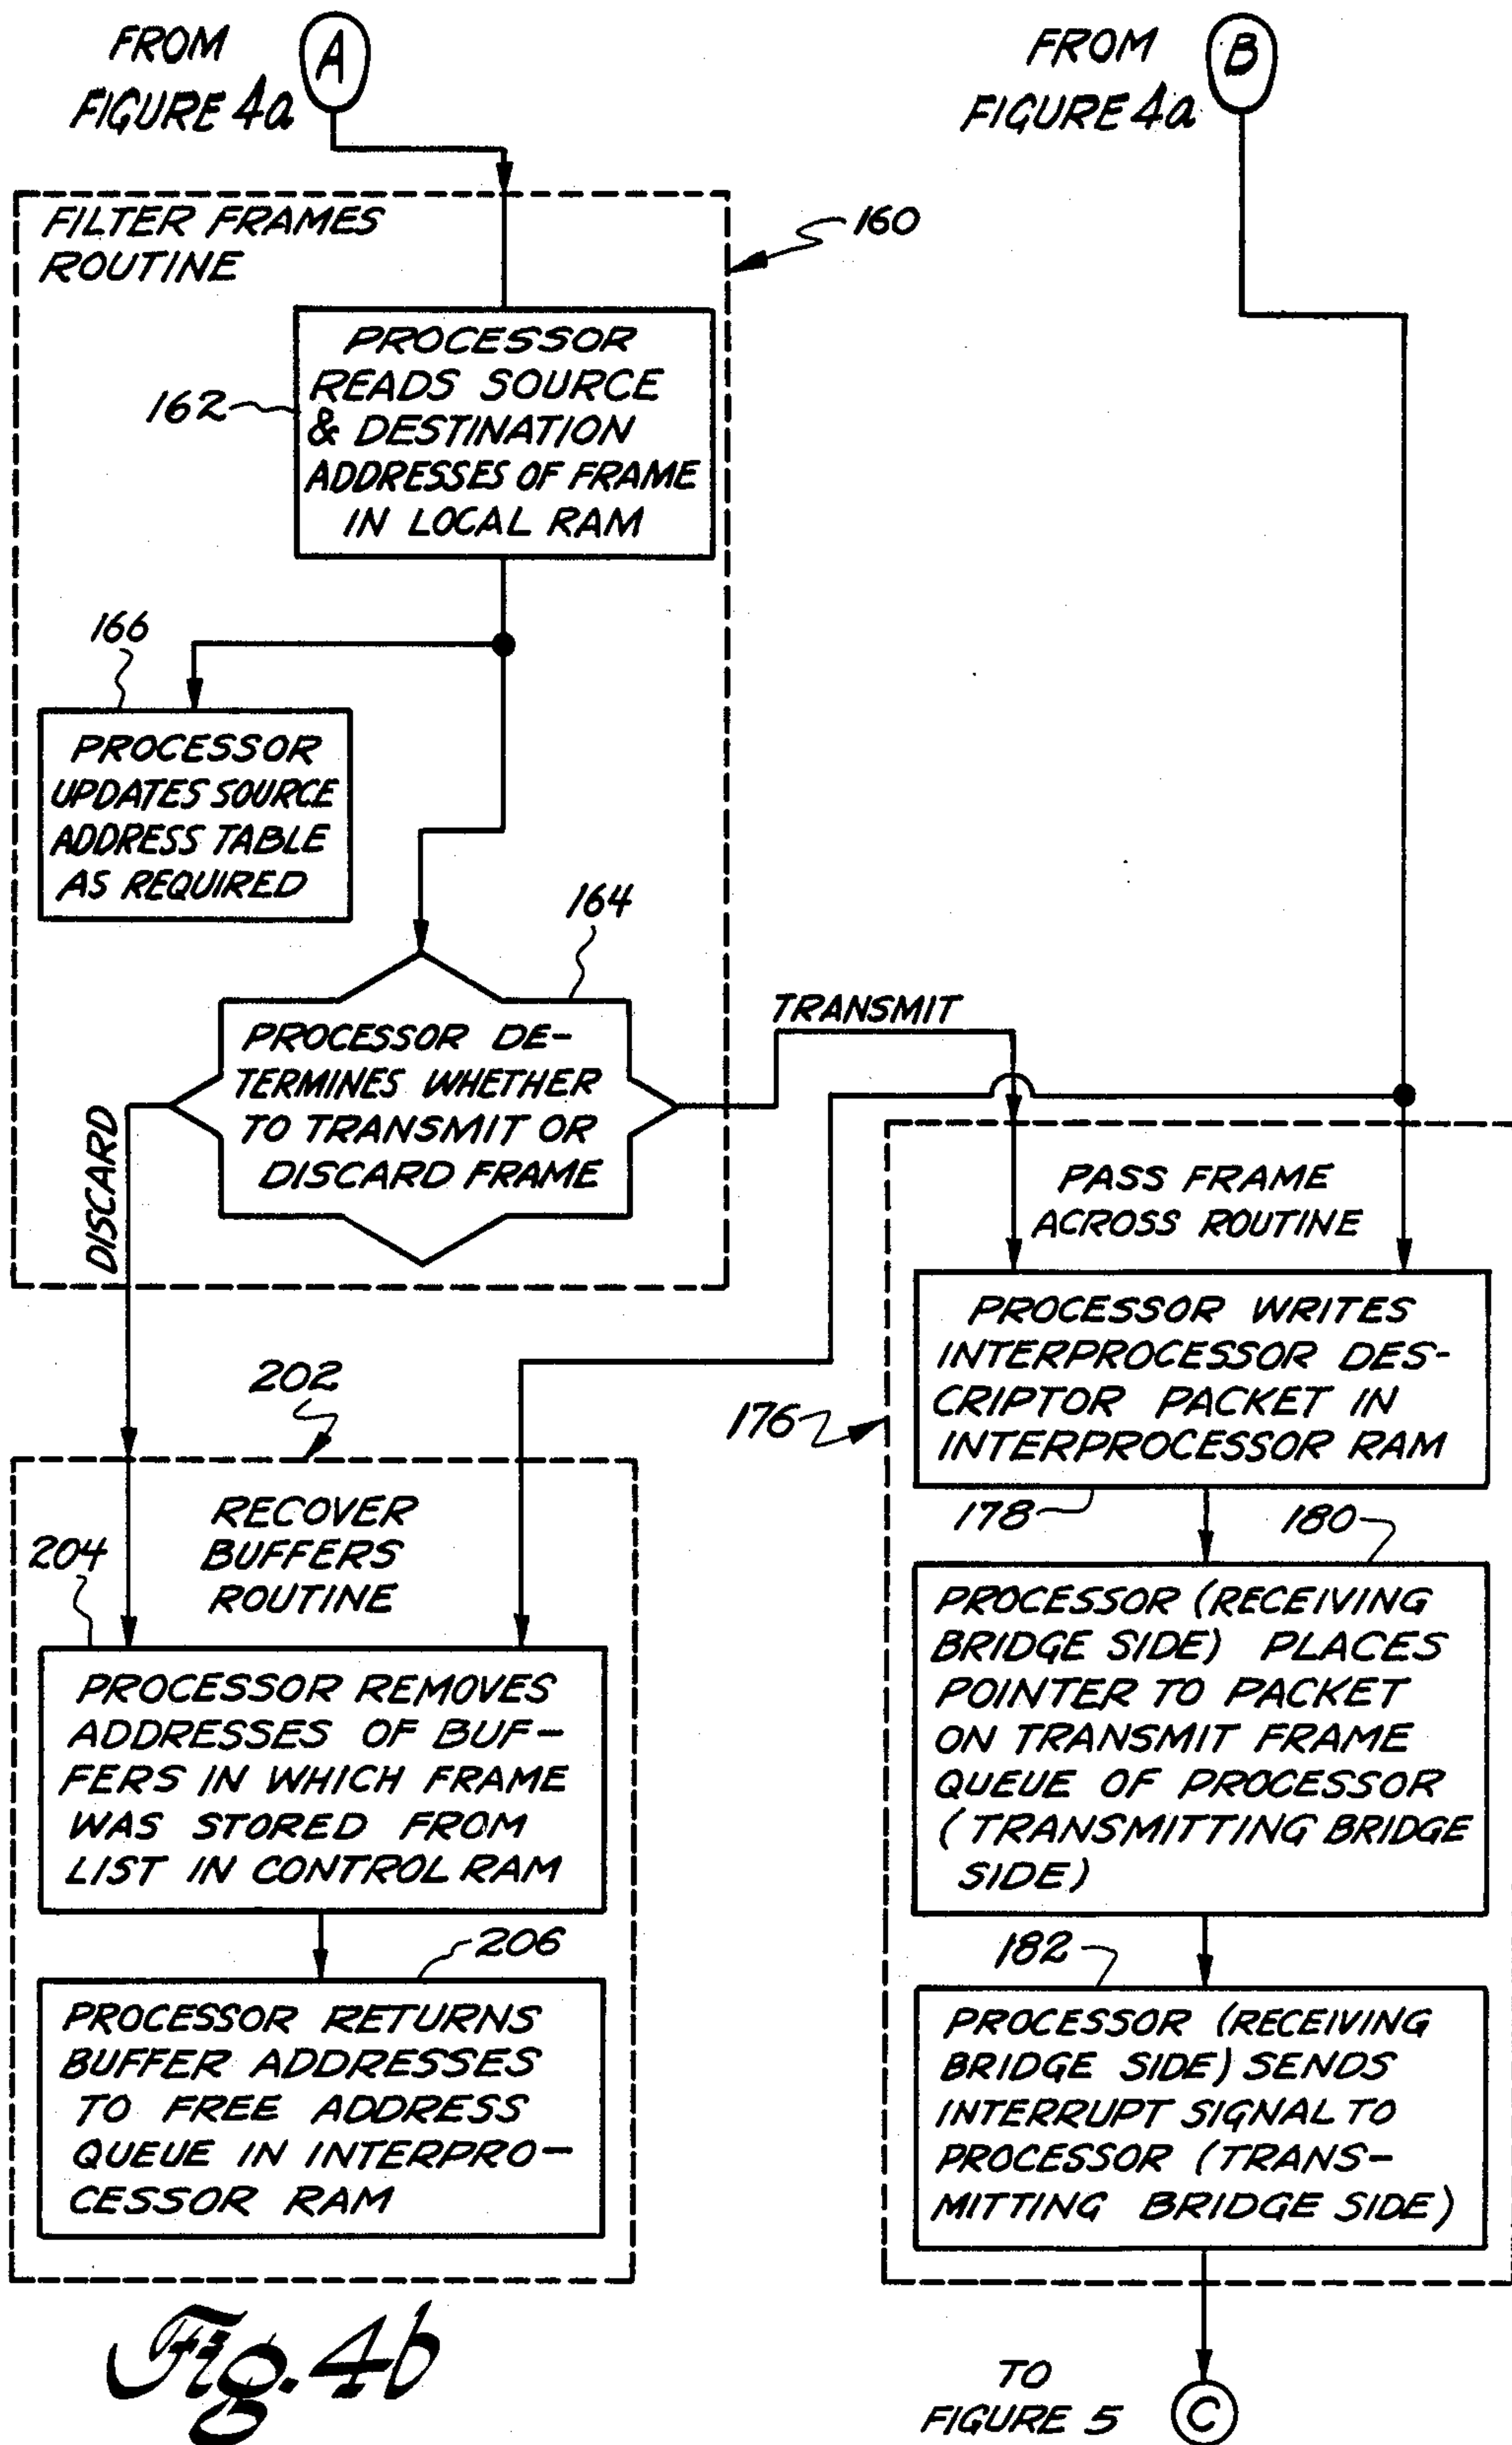 FROM
FIGURE 4a
A
FROM
FIGURE 4a
B
FILTER FRAMES
ROUTINE
160
PROCESSOR
READS SOURCE
& DESTINATION
ADDRESSES OF FRAME
IN LOCAL RAM
162
166
PROCESSOR
UPDATES SOURCE
ADDRESS TABLE
AS REQUIRED
164
PROCESSOR DE-
TERMINES WHETHER
TO TRANSMIT OR
DISCARD FRAME
TRANSMIT
DISCARD
PASS FRAME
ACROSS ROUTINE
PROCESSOR WRITES
INTERPROCESSOR DES-
CRIPTOR PACKET IN
INTERPROCESSOR RAM
176
178
180
PROCESSOR (RECEIVING
BRIDGE SIDE) PLACES
POINTER TO PACKET
ON TRANSMIT FRAME
QUEUE OF PROCESSOR
(TRANSMITTING BRIDGE
SIDE)
182
PROCESSOR (RECEIVING
BRIDGE SIDE) SENDS
INTERRUPT SIGNAL TO
PROCESSOR (TRANS-
MITTING BRIDGE SIDE)
202
RECOVER
BUFFERS
ROUTINE
204
PROCESSOR REMOVES
ADDRESSES OF BUF-
FERS IN WHICH FRAME
WAS STORED FROM
LIST IN CONTROL RAM
206
PROCESSOR RETURNS
BUFFER ADDRESSES
TO FREE ADDRESS
QUEUE IN INTERPRO-
CESSOR RAM
Fig. 4b
TO
FIGURE 5
C